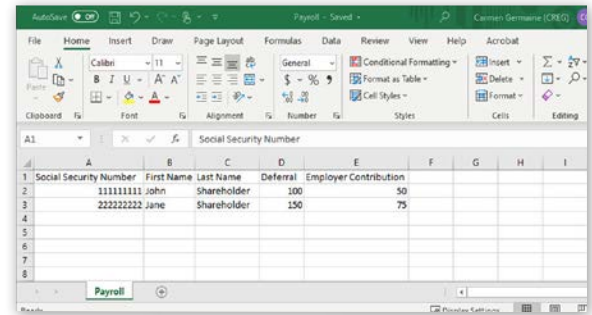 AutoSave Off Payroll - Saved Carmen Germaine (CREG)
File Home Insert Draw Page Layout Formulas Data Review View Help Acrobat
Calibri 11 General Conditional Formatting Insert
Paste B I U A A $ % 9 Format as Table Delete
Cell Styles Format
Clipboard Font Alignment Number Styles Cells Editing
A1 fx Social Security Number
A B C D E F G H I
1 Social Security Number First Name Last Name Deferral Employer Contribution
2 111111111 John Shareholder 100 50
3 222222222 Jane Shareholder 150 75
4
5
6
7
8
Payroll
Ready Display Settings